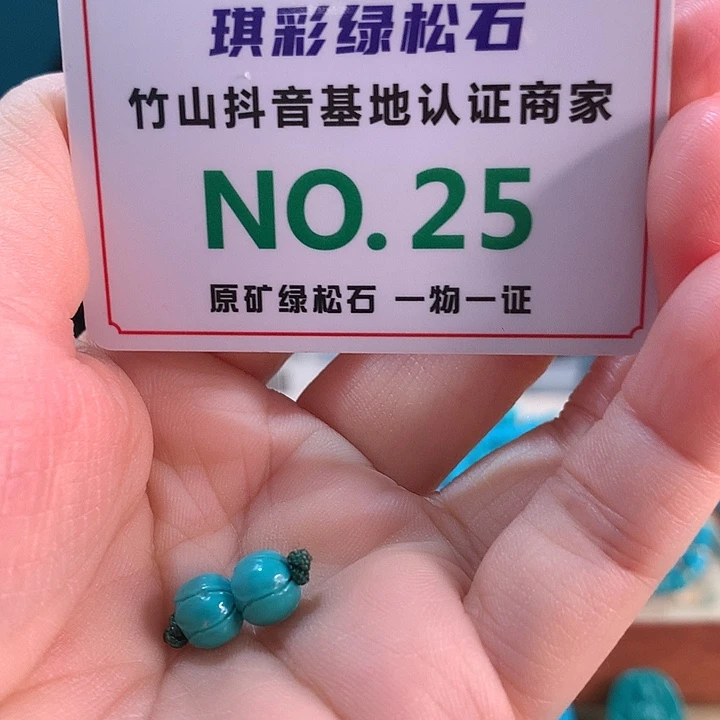 琪彩绿松石
竹山抖音基地认证商家
NO. 25
原矿绿松石 一物一证